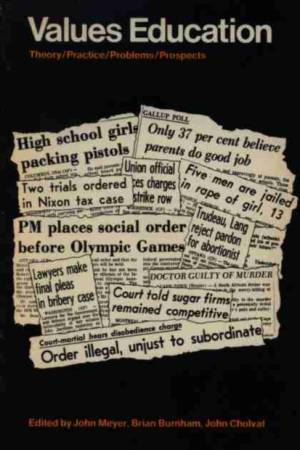 Values Education
Theory/Practice/Problems/Prospects
GALLUP POLL
High school girls
packing pistols
Only 37 per cent believe
parents do good job
Union official
faces charges
strike row
Five men are jailed
in rape of girl, 13
Two trials ordered
in Nixon tax case
Trudeau, Lang
reject pardon
for abortionist
PM places social order
before Olympic Games
Lawyers make
final pleas
in bribery case
DOCTOR GUILTY OF MURDER
Court told sugar firms
remained competitive
Court-martial hears disobedience charge
Order illegal, unjust to subordinate
Edited by John Meyer, Brian Burnham, John Cholvat